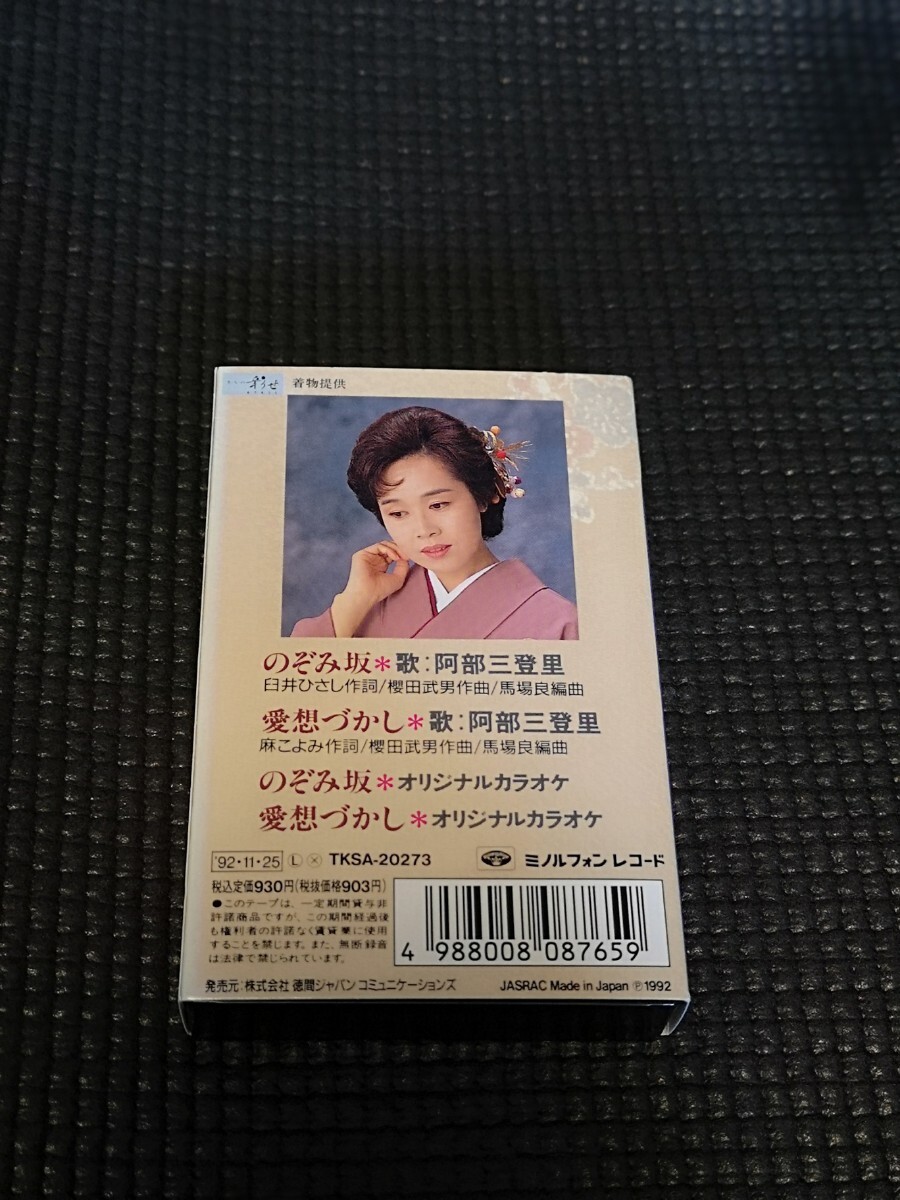 着物提供
のぞみ坂*歌:阿部三登里
臼井ひさし作詞/櫻田武男作曲/馬場良編曲
愛想づかし*歌:阿部三登里
麻こよみ作詞/櫻田武男作曲/馬場良編曲
のぞみ坂*オリジナルカラオケ
愛想づかし*オリジナルカラオケ
'92・11・25 Ⓛ ⓧ TKSA-20273 ミノルフォン レコード
税込定価930円(税抜価格903円)
●このテープは、一定期間貸与非
許諾商品ですが、この期間経過後
も権利者の許諾なく賃貸業に使用
することを禁じます。また、無断録音
は法律で禁じられています。
4 988008 087659
発売元:株式会社 徳間ジャパン コミュニケーションズ JASRAC Made in Japan ℗1992